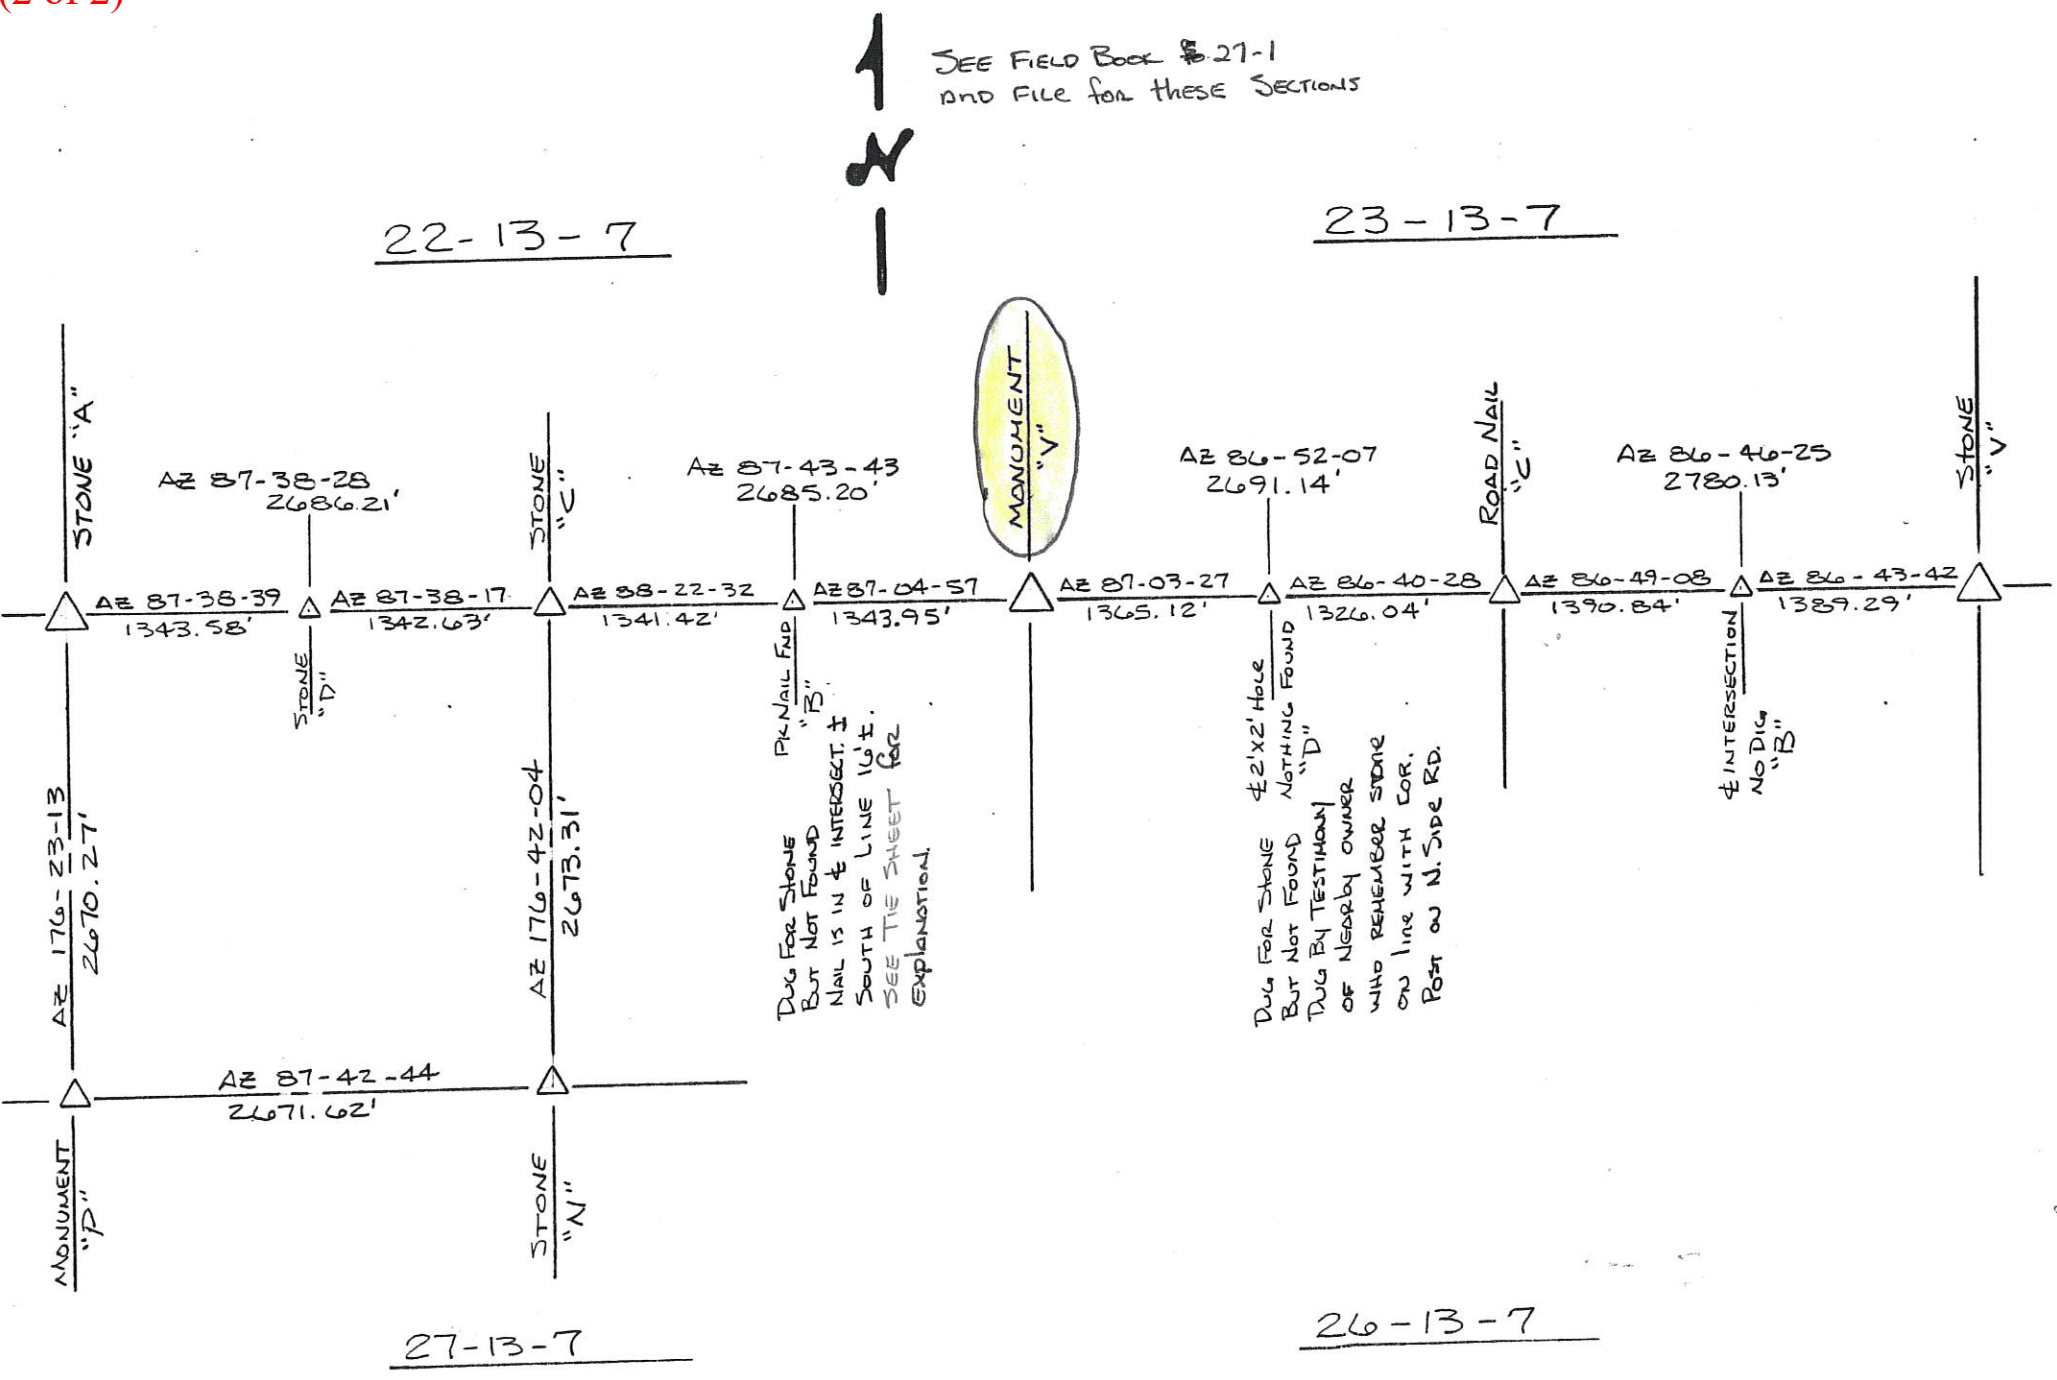 (2 of 2)
1
SEE FIELD BOOK 27-1
AND FILE for these SECTIONS
N
22-13-7
23-13-7
STONE "A"
AZ 87-38-28
2686.21'
STONE
"C"
AZ 87-43-43
2685.20'
MONUMENT
"V"
AZ 86-52-07
2691.14'
ROAD NAIL
"C"
AZ 86-46-25
2780.13'
STONE
"V"
AZ 87-38-39
1343.58'
AZ 87-38-17
1342.63'
AZ 88-22-32
1341.42'
AZ 87-04-57
1343.95'
AZ 87-03-27
1365.12'
AZ 86-40-28
1326.04'
AZ 86-49-08
1390.84'
AZ 86-43-42
1389.29'
STONE
"D"
PK NAIL FND
"B"
DUG FOR STONE
BUT NOT FOUND
NAIL IS IN ℄ INTERSECT. ±
SOUTH OF LINE 16'±.
SEE TIE SHEET for
EXPLANATION.
℄ 2'X2' HOLE
NOTHING FOUND
"D"
DUG FOR STONE
BUT NOT FOUND
DUG BY TESTIMONY
OF NEARBY OWNER
WHO REMEMBER STONE
ON LINE WITH COR.
POST ON N. SIDE RD.
℄ INTERSECTION
NO DIG
"B"
AZ 176-23-13
2670.27'
AZ 176-42-04
2673.31'
AZ 87-42-44
2671.62'
MONUMENT
"P"
STONE
"N"
27-13-7
26-13-7